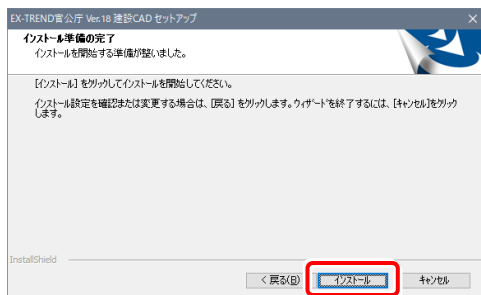 EX-TREND官公庁 Ver.18 建設CAD セットアップ
インストール準備の完了
インストールを開始する準備が整いました。
[インストール] をクリックしてインストールを開始してください。
インストール設定を確認または変更する場合は、[戻る] をクリックします。ウィザードを終了するには、[キャンセル]をクリック
します。
InstallShield
< 戻る(B)
インストール
キャンセル